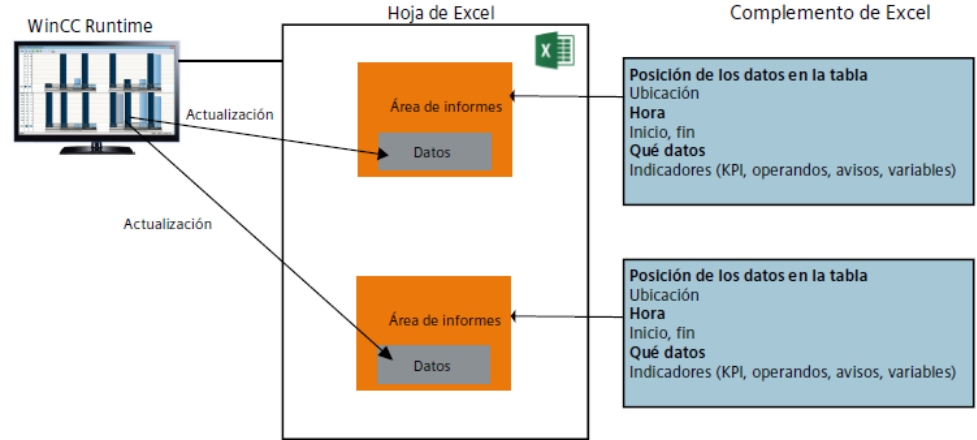 WinCC Runtime
Hoja de Excel
Complemento de Excel
Actualización
Actualización
Área de informes
Datos
Área de informes
Datos
Posición de los datos en la tabla
Ubicación
Hora
Inicio, fin
Qué datos
Indicadores (KPI, operandos, avisos, variables)
Posición de los datos en la tabla
Ubicación
Hora
Inicio, fin
Qué datos
Indicadores (KPI, operandos, avisos, variables)